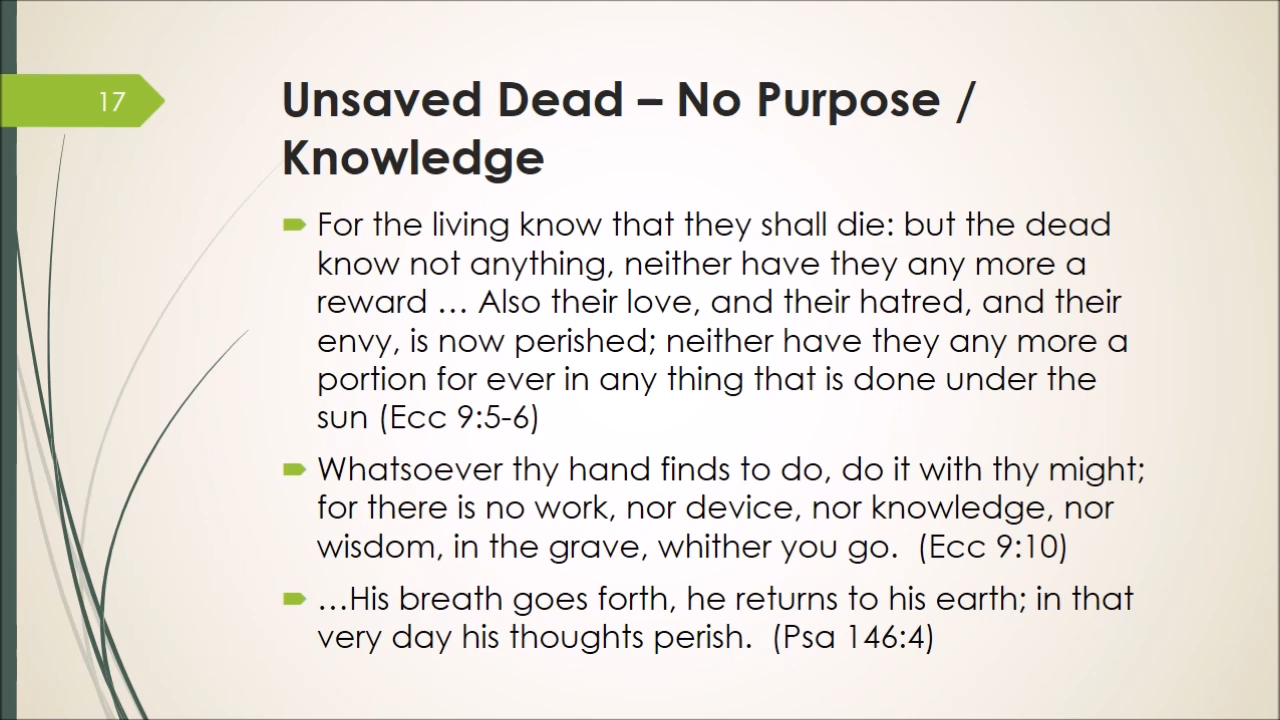 17
Unsaved Dead – No Purpose /
Knowledge
For the living know that they shall die: but the dead
know not anything, neither have they any more a
reward … Also their love, and their hatred, and their
envy, is now perished; neither have they any more a
portion for ever in any thing that is done under the
sun (Ecc 9:5-6)
Whatsoever thy hand finds to do, do it with thy might;
for there is no work, nor device, nor knowledge, nor
wisdom, in the grave, whither you go.  (Ecc 9:10)
…His breath goes forth, he returns to his earth; in that
very day his thoughts perish.  (Psa 146:4)